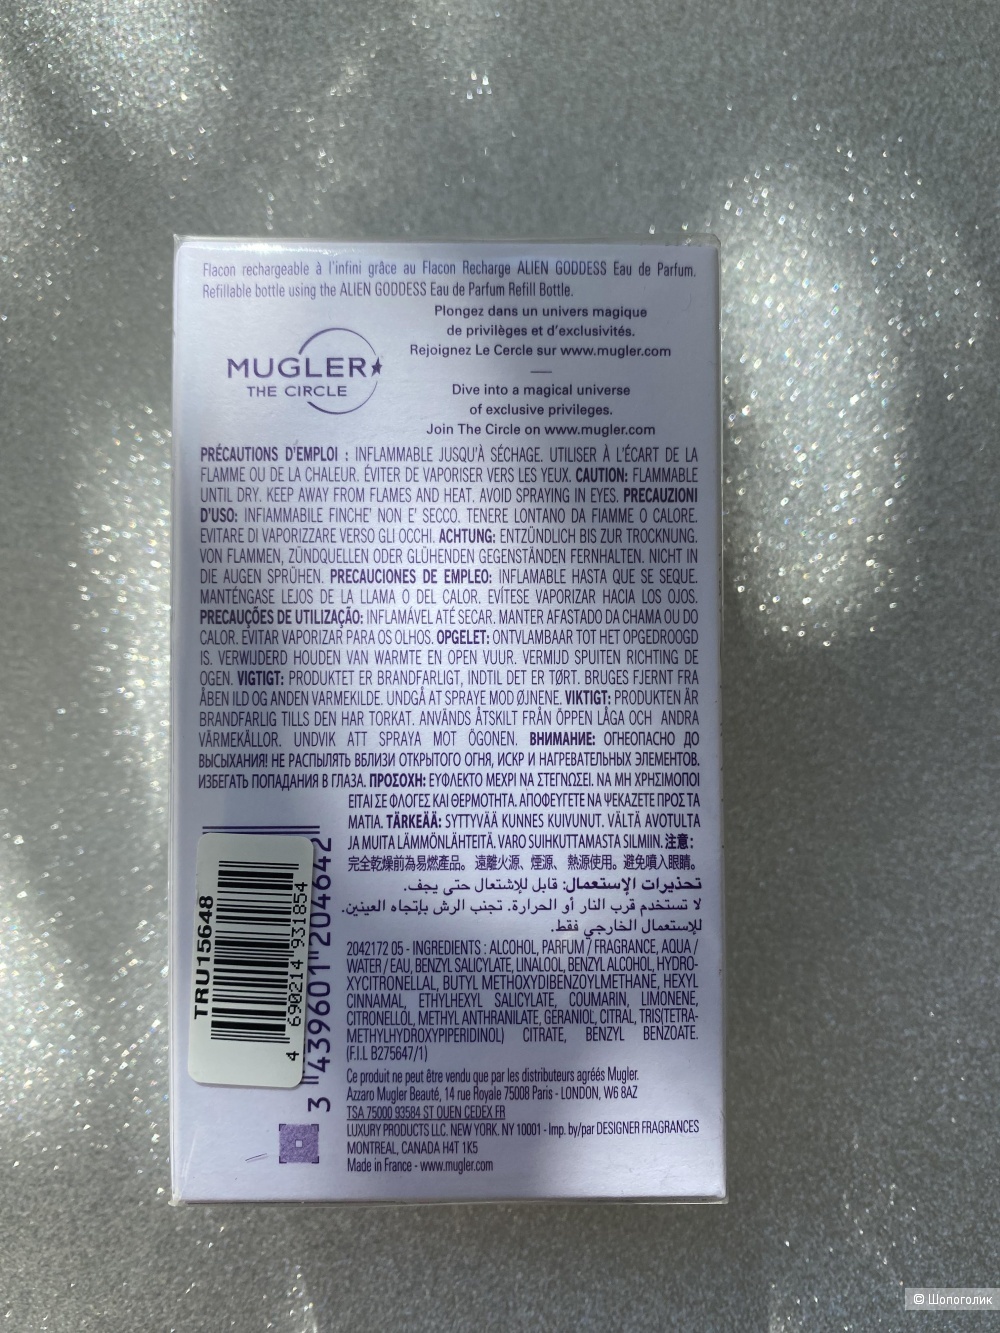 Flacon rechargeable à l'infini grâce au Flacon Recharge ALIEN GODDESS Eau de Parfum.
Refillable bottle using the ALIEN GODDESS Eau de Parfum Refill Bottle.
MUGLER
THE CIRCLE
Plongez dans un univers magique
de privilèges et d'exclusivités.
Rejoignez Le Cercle sur www.mugler.com
Dive into a magical universe
of exclusive privileges.
Join The Circle on www.mugler.com
PRÉCAUTIONS D'EMPLOI : INFLAMMABLE JUSQU'À SÉCHAGE. UTILISER À L'ÉCART DE LA
FLAMME OU DE LA CHALEUR. ÉVITER DE VAPORISER VERS LES YEUX. CAUTION: FLAMMABLE
UNTIL DRY. KEEP AWAY FROM FLAMES AND HEAT. AVOID SPRAYING IN EYES. PRECAUZIONI
D'USO: INFIAMMABILE FINCHE' NON E' SECCO. TENERE LONTANO DA FIAMME O CALORE.
EVITARE DI VAPORIZZARE VERSO GLI OCCHI. ACHTUNG: ENTZÜNDLICH BIS ZUR TROCKNUNG.
VON FLAMMEN, ZÜNDQUELLEN ODER GLÜHENDEN GEGENSTÄNDEN FERNHALTEN. NICHT IN
DIE AUGEN SPRÜHEN. PRECAUCIONES DE EMPLEO: INFLAMABLE HASTA QUE SE SEQUE.
MANTÉNGASE LEJOS DE LA LLAMA O DEL CALOR. EVÍTESE VAPORIZAR HACIA LOS OJOS.
PRECAUÇÕES DE UTILIZAÇÃO: INFLAMÁVEL ATÉ SECAR. MANTER AFASTADO DA CHAMA OU DO
CALOR. EVITAR VAPORIZAR PARA OS OLHOS. OPGELET: ONTVLAMBAAR TOT HET OPGEDROOGD
IS. VERWIJDERD HOUDEN VAN WARMTE EN OPEN VUUR. VERMIJD SPUITEN RICHTING DE
OGEN. VIGTIGT: PRODUKTET ER BRANDFARLIGT, INDTIL DET ER TØRT. BRUGES FJERNT FRA
ÅBEN ILD OG ANDEN VARMEKILDE. UNDGÅ AT SPRAYE MOD ØJNENE. VIKTIGT: PRODUKTEN ÄR
BRANDFARLIG TILLS DEN HAR TORKAT. ANVÄNDS ÅTSKILT FRÅN ÖPPEN LÅGA OCH ANDRA
VÄRMEKÄLLOR. UNDVIK ATT SPRAYA MOT ÖGONEN. ВНИМАНИЕ: ОГНЕОПАСНО ДО
ВЫСЫХАНИЯ! НЕ РАСПЫЛЯТЬ ВБЛИЗИ ОТКРЫТОГО ОГНЯ, ИСКР И НАГРЕВАТЕЛЬНЫХ ЭЛЕМЕНТОВ.
ИЗБЕГАТЬ ПОПАДАНИЯ В ГЛАЗА. ΠΡΟΣΟΧΗ: ΕΥΦΛΕΚΤΟ ΜΕΧΡΙ ΝΑ ΣΤΕΓΝΩΣΕΙ. ΝΑ ΜΗ ΧΡΗΣΙΜΟΠΟΙ
ΕΙΤΑΙ ΣΕ ΦΛΟΓΕΣ ΚΑΙ ΘΕΡΜΟΤΗΤΑ. ΑΠΟΦΕΥΓΕΤΕ ΝΑ ΨΕΚΑΖΕΤΕ ΠΡΟΣ ΤΑ
ΜΑΤΙΑ. TÄRKEÄÄ: SYTTYVÄÄ KUNNES KUIVUNUT. VÄLTÄ AVOTULTA
JA MUITA LÄMMÖNLÄHTEITÄ. VARO SUIHKUTTAMASTA SILMIIN. 注意:
完全乾燥前為易燃產品。遠離火源、煙源、熱源使用。避免噴入眼睛。
تحذيرات الإستعمال: قابل للإشتعال حتى يجف.
لا تستخدم قرب النار أو الحرارة. تجنب الرش بإتجاه العينين.
للإستعمال الخارجي فقط.
2042172 05 - INGREDIENTS : ALCOHOL, PARFUM / FRAGRANCE, AQUA /
WATER / EAU, BENZYL SALICYLATE, LINALOOL, BENZYL ALCOHOL, HYDRO-
XYCITRONELLAL, BUTYL METHOXYDIBENZOYLMETHANE, HEXYL
CINNAMAL, ETHYLHEXYL SALICYLATE, COUMARIN, LIMONENE,
CITRONELLOL, METHYL ANTHRANILATE, GERANIOL, CITRAL, TRIS(TETRA-
METHYLHYDROXYPIPERIDINOL) CITRATE, BENZYL BENZOATE.
(F.I.L B275647/1)
Ce produit ne peut être vendu que par les distributeurs agréés Mugler.
Azzaro Mugler Beauté, 14 rue Royale 75008 Paris - LONDON, W6 8AZ
TSA 75000 93584 ST OUEN CEDEX FR
LUXURY PRODUCTS LLC. NEW YORK. NY 10001 - Imp. by/par DESIGNER FRAGRANCES
MONTREAL, CANADA H4T 1K5
Made in France - www.mugler.com
TRU15648
4 690214 931854
3 439601 204642
© Шопоголик